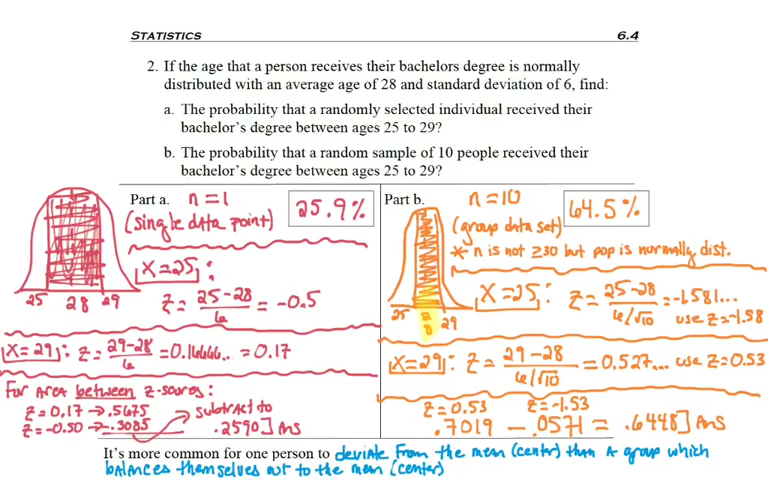 STATISTICS 6.4
2. If the age that a person receives their bachelors degree is normally
distributed with an average age of 28 and standard deviation of 6, find:
a. The probability that a randomly selected individual received their
bachelor's degree between ages 25 to 29?
b. The probability that a random sample of 10 people received their
bachelor's degree between ages 25 to 29?
Part a. n=1
25.9%
(single data point)
25 28 29
X=25:
z = 25-28/6 = -0.5
X=29: z = 29-28/6 = 0.1666... = 0.17
For Area between z-scores:
z=0.17 → .5675
z=-0.50 → -.3085
subtract to
.2590] Ans
Part b. n=10
64.5%
(group data set)
* n is not ≥30 but pop is normally dist.
25 28 29
X=25: z = 25-28/6/√10 = -1.581...
use z=-1.58
X=29: z = 29-28/6/√10 = 0.527... use z=0.53
z=0.53 z=-1.53
.7019 - .0571 = .6448] Ans
It's more common for one person to deviate from the mean (center) than a group which
balances themselves out to the mean (center)